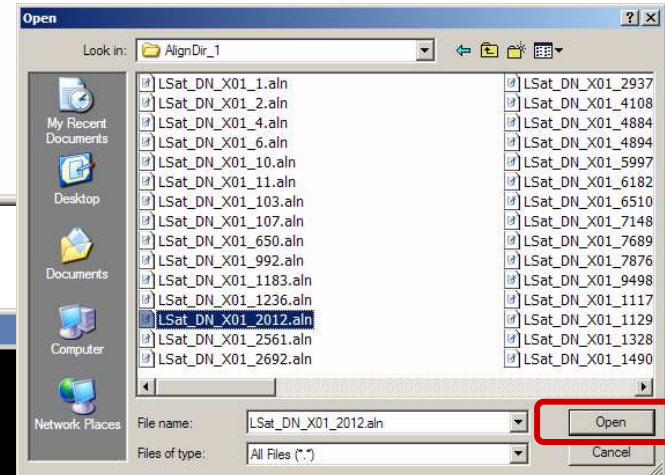 Open
Look in:
AlignDir_1
My Recent
Documents
Desktop
Documents
Computer
Network Places
LSat_DN_X01_1.aln
LSat_DN_X01_2.aln
LSat_DN_X01_4.aln
LSat_DN_X01_6.aln
LSat_DN_X01_10.aln
LSat_DN_X01_11.aln
LSat_DN_X01_103.aln
LSat_DN_X01_107.aln
LSat_DN_X01_650.aln
LSat_DN_X01_992.aln
LSat_DN_X01_1183.aln
LSat_DN_X01_1236.aln
LSat_DN_X01_2012.aln
LSat_DN_X01_2561.aln
LSat_DN_X01_2692.aln
LSat_DN_X01_2937
LSat_DN_X01_4108
LSat_DN_X01_4884
LSat_DN_X01_4894
LSat_DN_X01_5997
LSat_DN_X01_6182
LSat_DN_X01_6510
LSat_DN_X01_7148
LSat_DN_X01_7689
LSat_DN_X01_7876
LSat_DN_X01_9498
LSat_DN_X01_1117
LSat_DN_X01_1129
LSat_DN_X01_1328
LSat_DN_X01_1490
File name:
LSat_DN_X01_2012.aln
Open
Files of type:
All Files (*.*)
Cancel